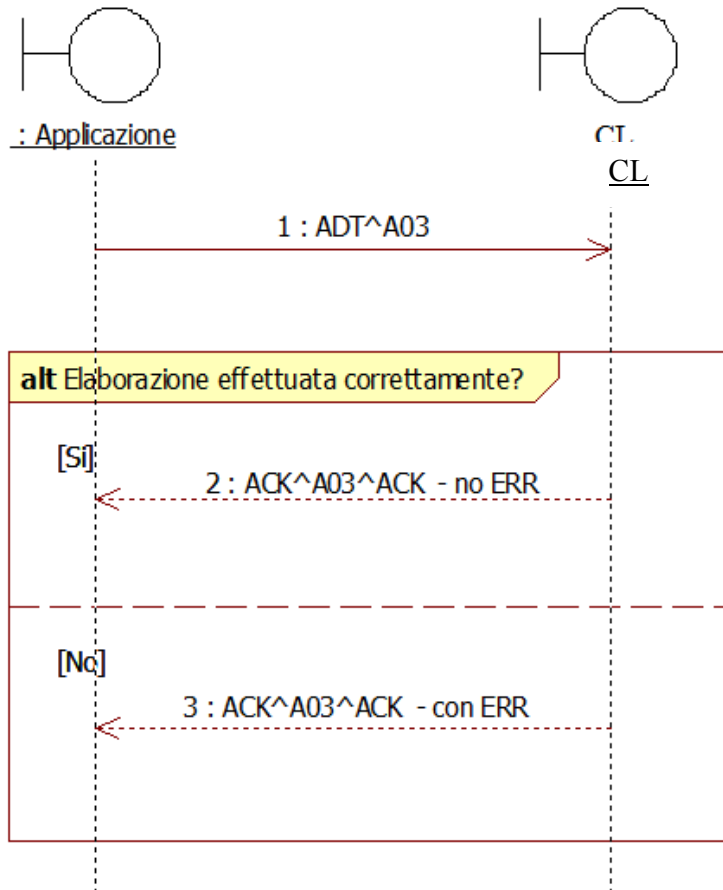 : Applicazione
CL
CL
1 : ADT^A03
alt Elaborazione effettuata correttamente?
[Sì]
2 : ACK^A03^ACK - no ERR
[No]
3 : ACK^A03^ACK - con ERR